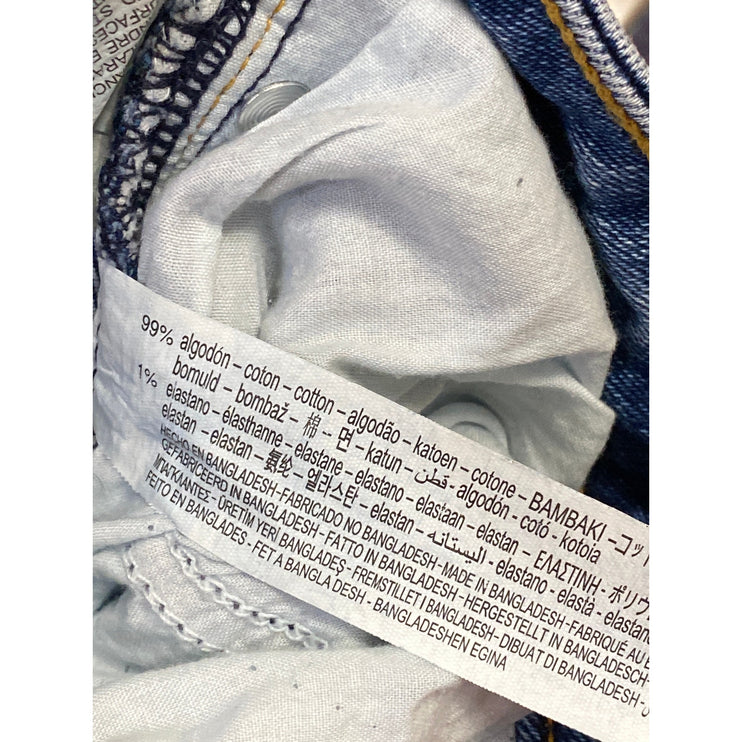 99% algodón – coton – cotton – algodão – katoen – cotone – BAMBAKI –コッ
bomuld – bombaž – 棉 – 면 – katun – قطن – algodón – cotó – kotoia
1% elastano – élasthanne – elastane – elastano – elastaan – elastan – ΕΛΑΣΤΙΝΗ – ポリウ
elastan – elastan – 氨纶 – 엘라스탄 – elastan – اليستانه – elastano – elastà – elastano
HECHO EN BANGLADESH-FABRICADO NO BANGLADESH - MADE IN BANGLADESH - FABRIQUÉ AU B
GEFABRICEERD IN BANGLADESH - FATTO IN BANGLADESH - HERGESTELLT IN BANGLADESCH-
ΜΠΑΓΚΛΑΝΤΕΣ - ÜRETİM YERİ BANGLADEŞ - FREMSTILLET I BANGLADESH - DIBUAT DI BANGLADESH -
FEITO EN BANGLADES - FET A BANGLA DESH - BANGLADESHEN EGINA